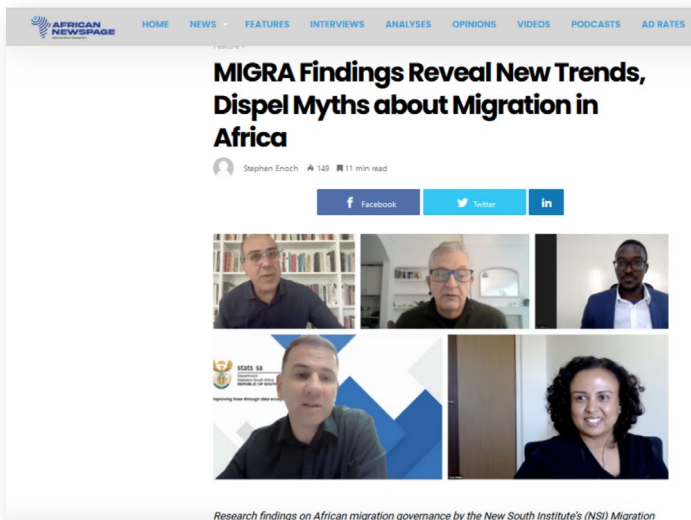 AFRICAN
NEWSPAGE
HOME NEWS FEATURES INTERVIEWS ANALYSES OPINIONS VIDEOS PODCASTS AD RATES
Feature
MIGRA Findings Reveal New Trends,
Dispel Myths about Migration in
Africa
Stephen Enoch 149 11 min read
f Facebook Twitter in
stats sa
Department
Statistics South Africa
REPUBLIC OF SOUTH
improving lives through data ecosy
Research findings on African migration governance by the New South Institute's (NSI) Migration